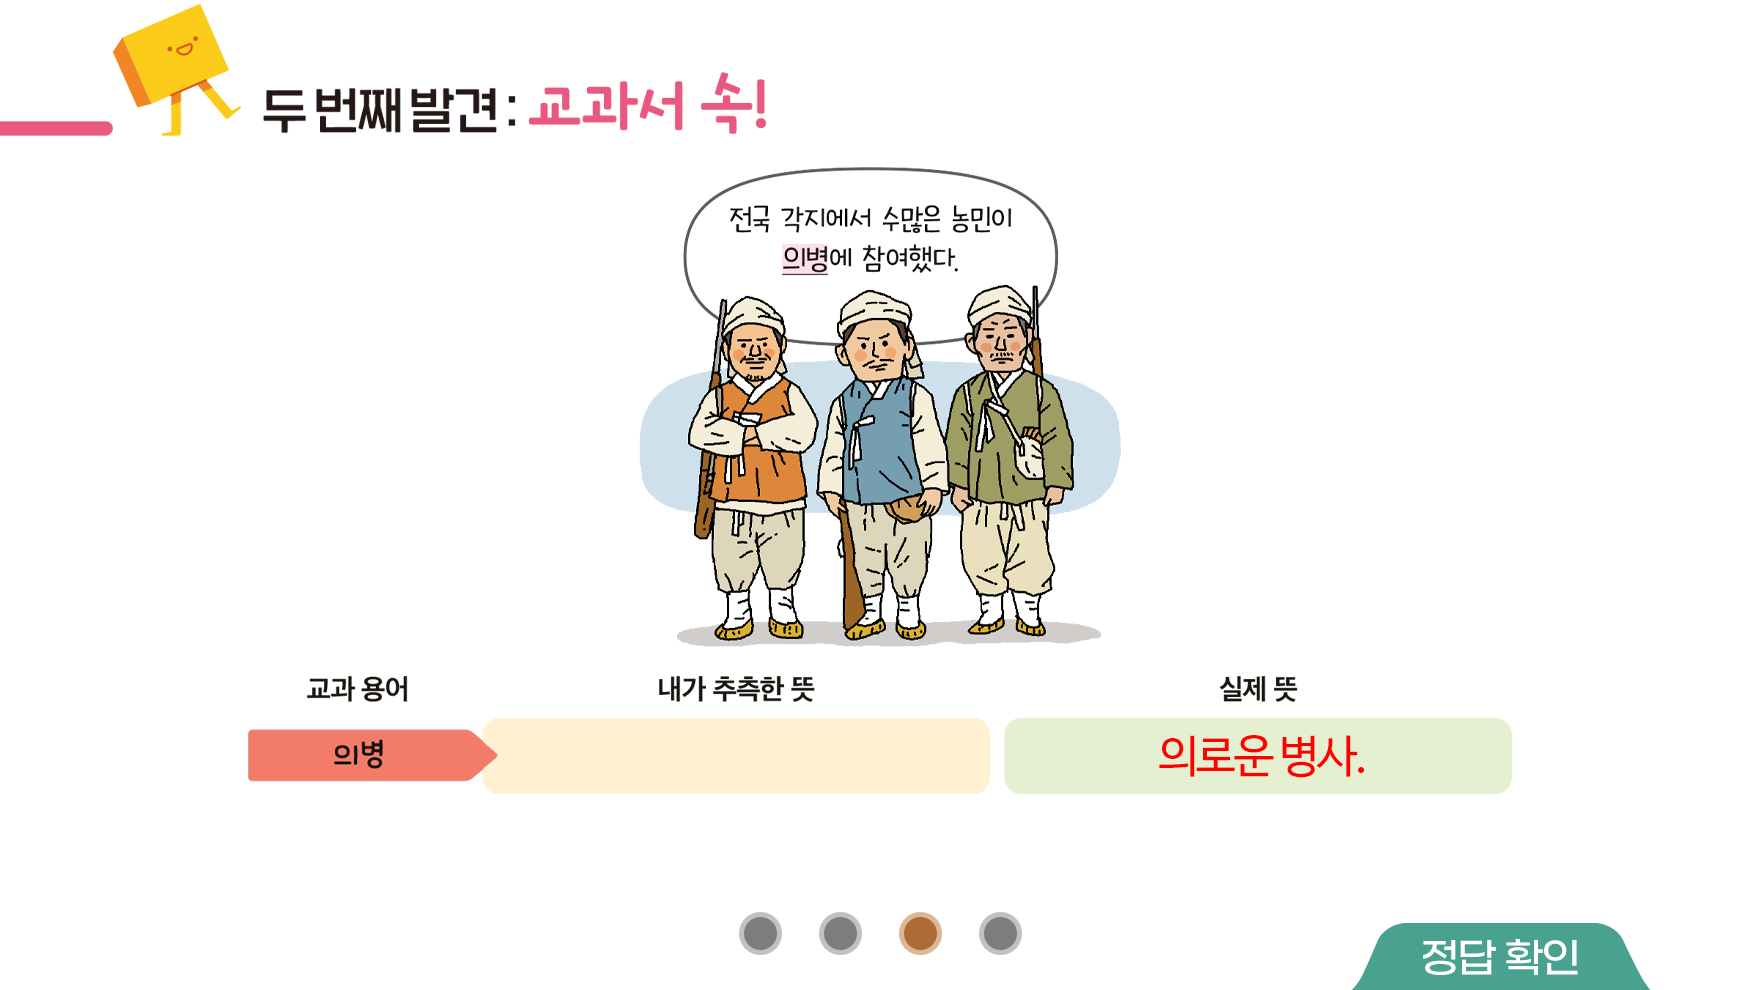 두 번째 발견 : 교과서 속!
전국 각지에서 수많은 농민이
의병에 참여했다.
교과 용어
내가 추측한 뜻
실제 뜻
의병
의로운 병사.
정답 확인